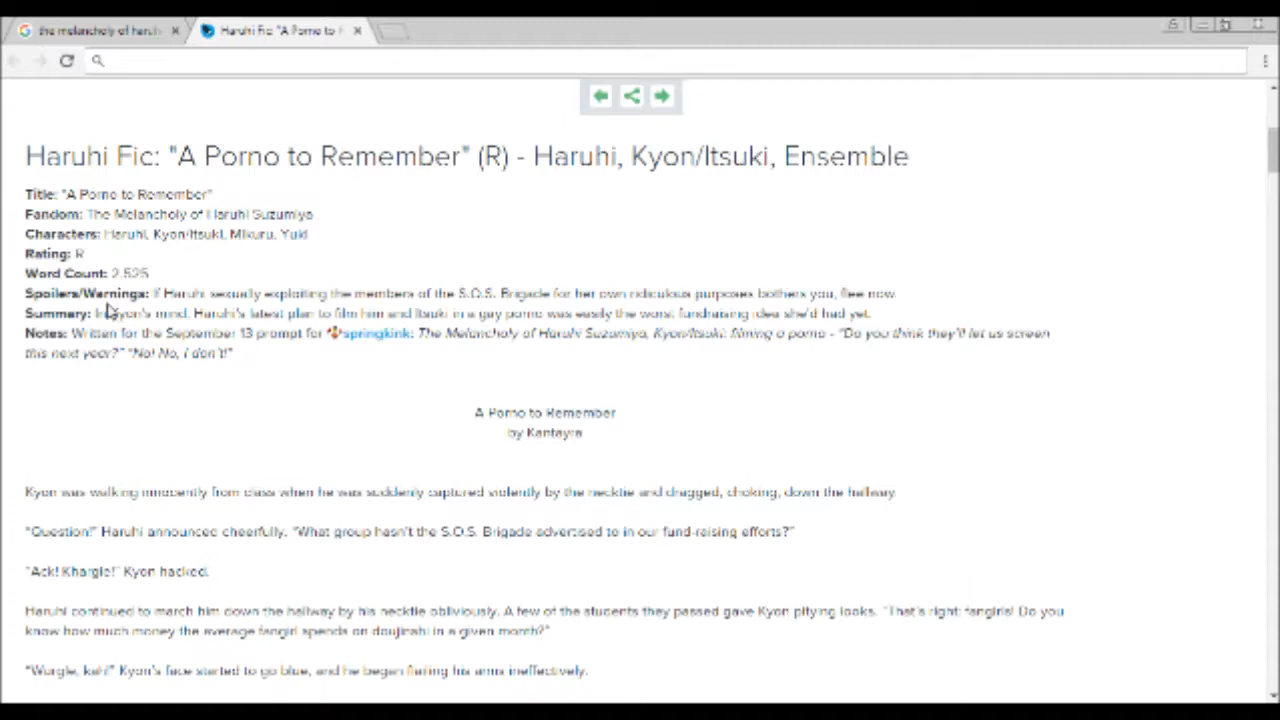 the melancholy of haruh
Haruhi Fic: "A Porno to R
Haruhi Fic: "A Porno to Remember" (R) - Haruhi, Kyon/Itsuki, Ensemble
Title: "A Porno to Remember"
Fandom: The Melancholy of Haruhi Suzumiya
Characters: Haruhi, Kyon/Itsuki, Mikuru, Yuki
Rating: R
Word Count: 2,525
Spoilers/Warnings: If Haruhi sexually exploiting the members of the S.O.S. Brigade for her own ridiculous purposes bothers you, flee now.
Summary: In Kyon's mind, Haruhi's latest plan to film him and Itsuki in a gay porno was easily the worst fundraising idea she'd had yet.
Notes: Written for the September 13 prompt for springkink: The Melancholy of Haruhi Suzumiya, Kyon/Itsuki: filming a porno - "Do you think they'll let us screen
this next year?" "No! No, I don't!"
A Porno to Remember
by Kantayra
Kyon was walking innocently from class when he was suddenly captured violently by the necktie and dragged, choking, down the hallway.
"Question!" Haruhi announced cheerfully. "What group hasn't the S.O.S. Brigade advertised to in our fund-raising efforts?"
"Ack! Khargle!" Kyon hacked.
Haruhi continued to march him down the hallway by his necktie obliviously. A few of the students they passed gave Kyon pitying looks. "That's right: fangirls! Do you
know how much money the average fangirl spends on doujinshi in a given month?"
"Wurgle, kah!" Kyon's face started to go blue, and he began flailing his arms ineffectively.